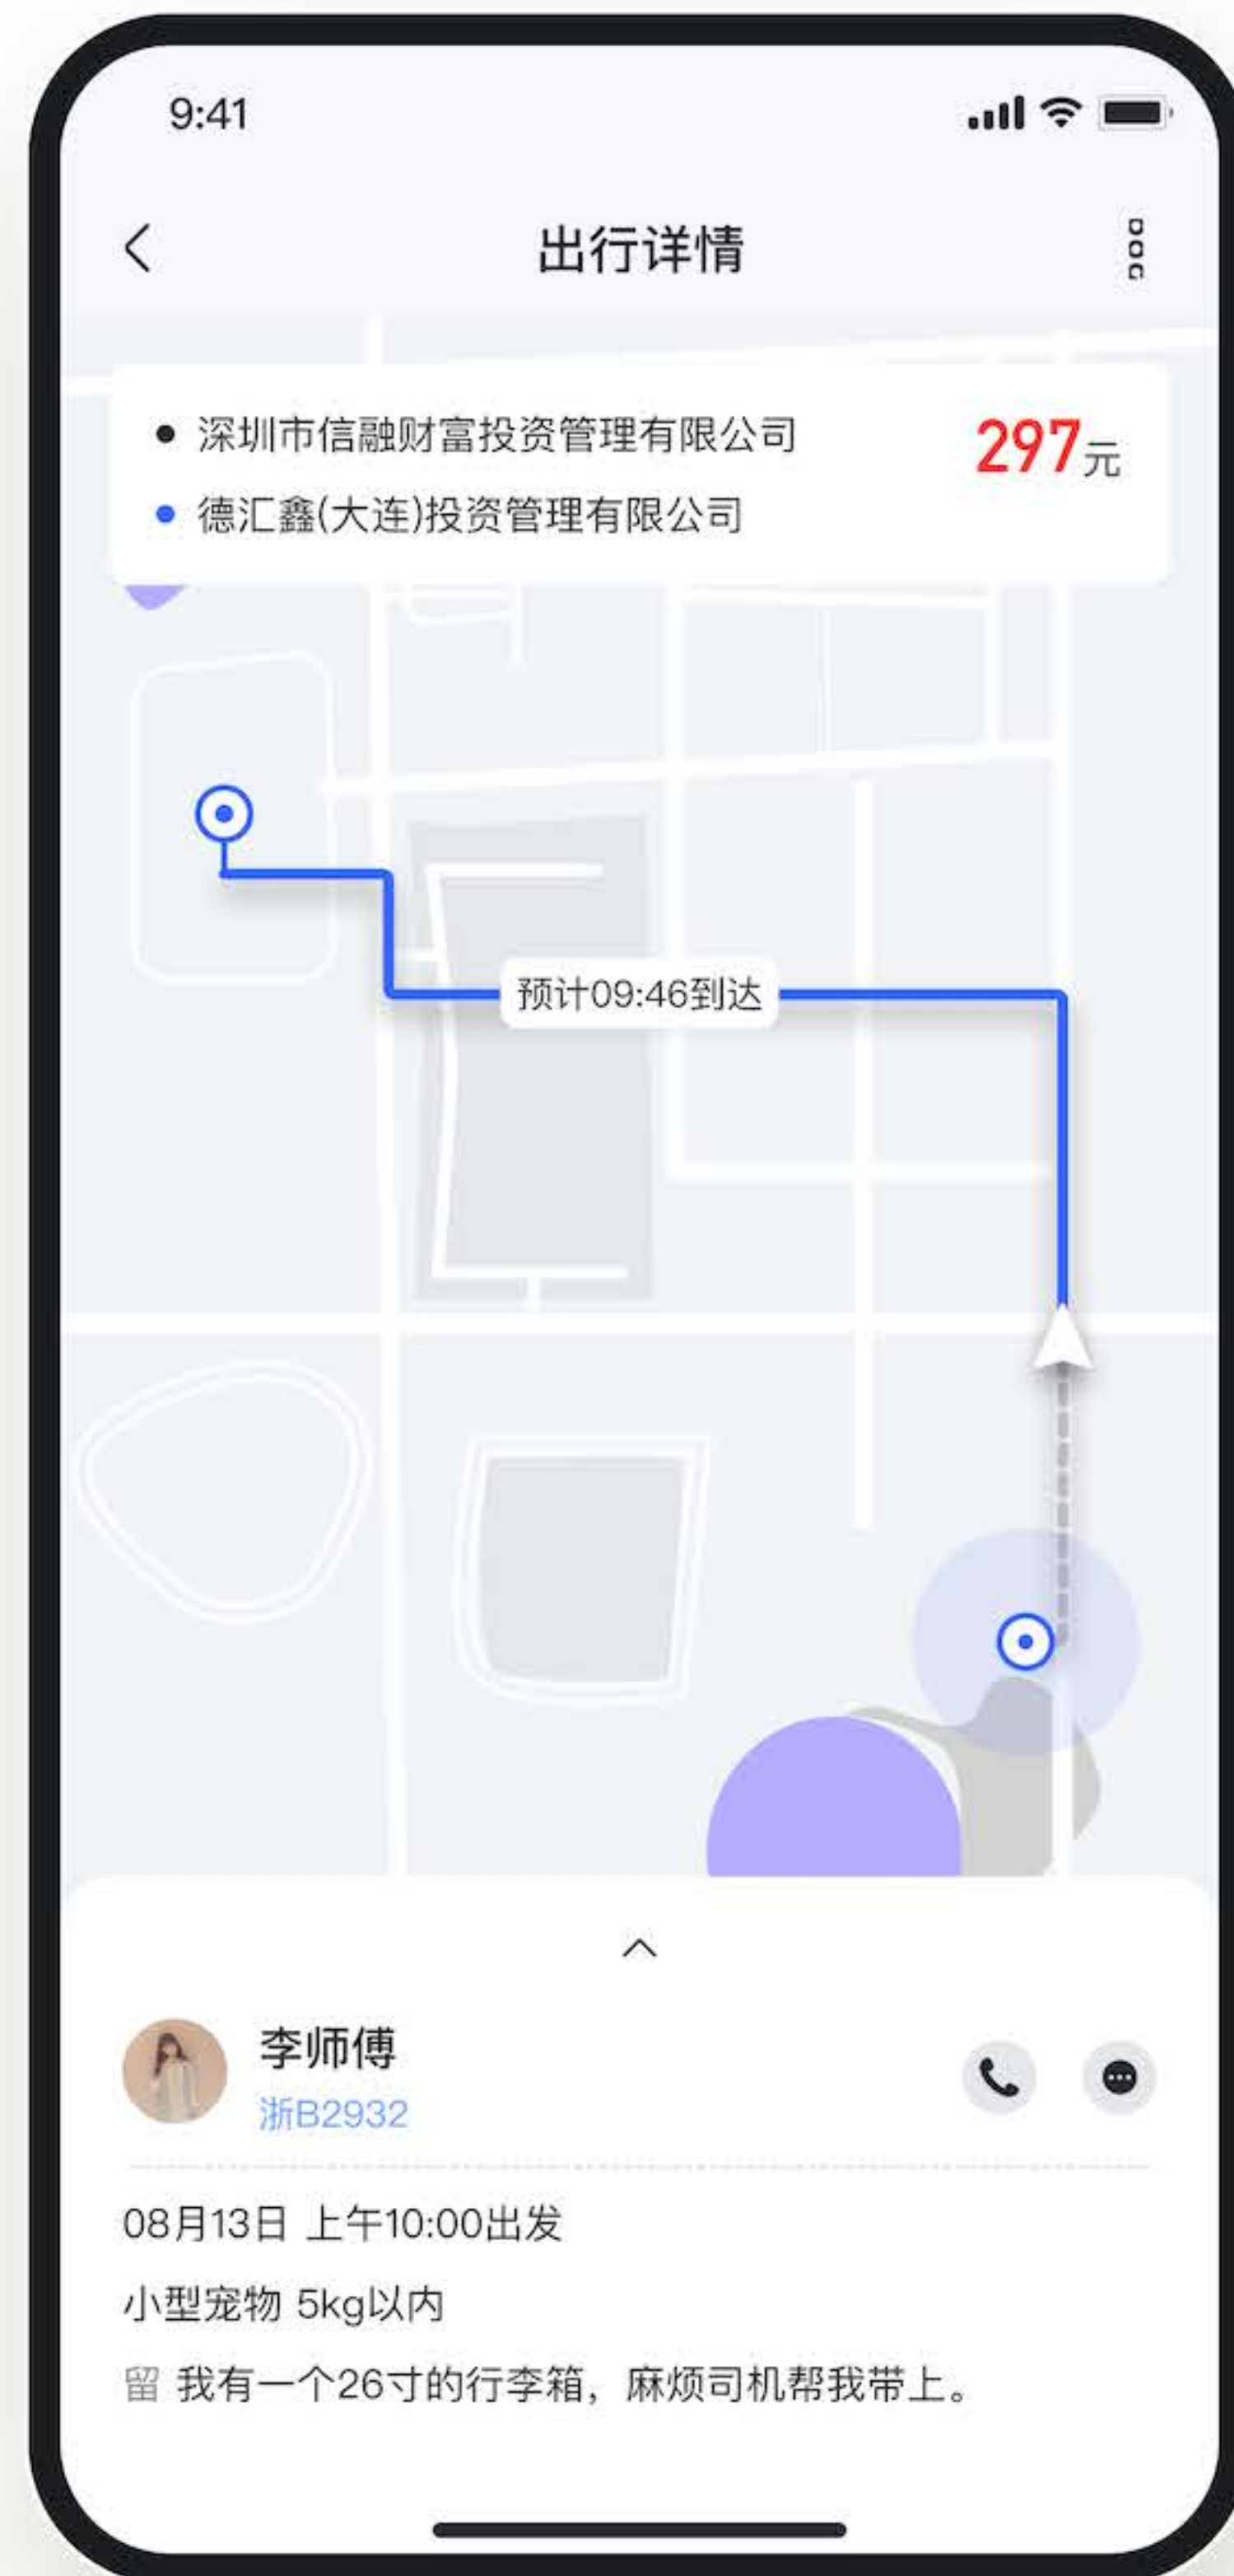 9:41
出行详情
深圳市信融财富投资管理有限公司
297元
德汇鑫(大连)投资管理有限公司
预计09:46到达
李师傅
浙B2932
08月13日 上午10:00出发
小型宠物 5kg以内
留 我有一个26寸的行李箱，麻烦司机帮我带上。